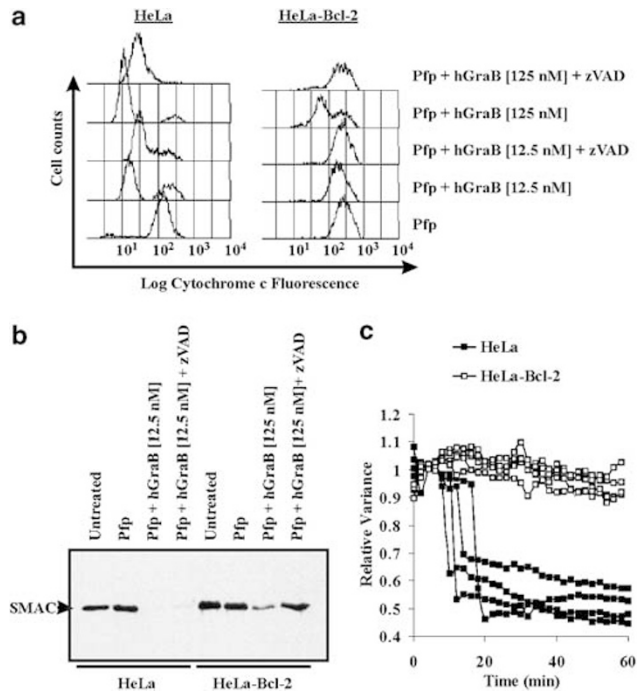 a
HeLa
HeLa-Bcl-2
Pfp + hGraB [125 nM] + zVAD
Pfp + hGraB [125 nM]
Pfp + hGraB [12.5 nM] + zVAD
Pfp + hGraB [12.5 nM]
Pfp
Cell counts
10¹ 10² 10³ 10⁴
10¹ 10² 10³ 10⁴
Log Cytochrome c Fluorescence
b
Untreated
Pfp
Pfp + hGraB [12.5 nM]
Pfp + hGraB [12.5 nM] + zVAD
Untreated
Pfp
Pfp + hGraB [125 nM]
Pfp + hGraB [125 nM]+ zVAD
SMAC
HeLa
HeLa-Bcl-2
c
HeLa
HeLa-Bcl-2
Relative Variance
1.2
1.1
1
0.9
0.8
0.7
0.6
0.5
0.4
0 20 40 60
Time (min)